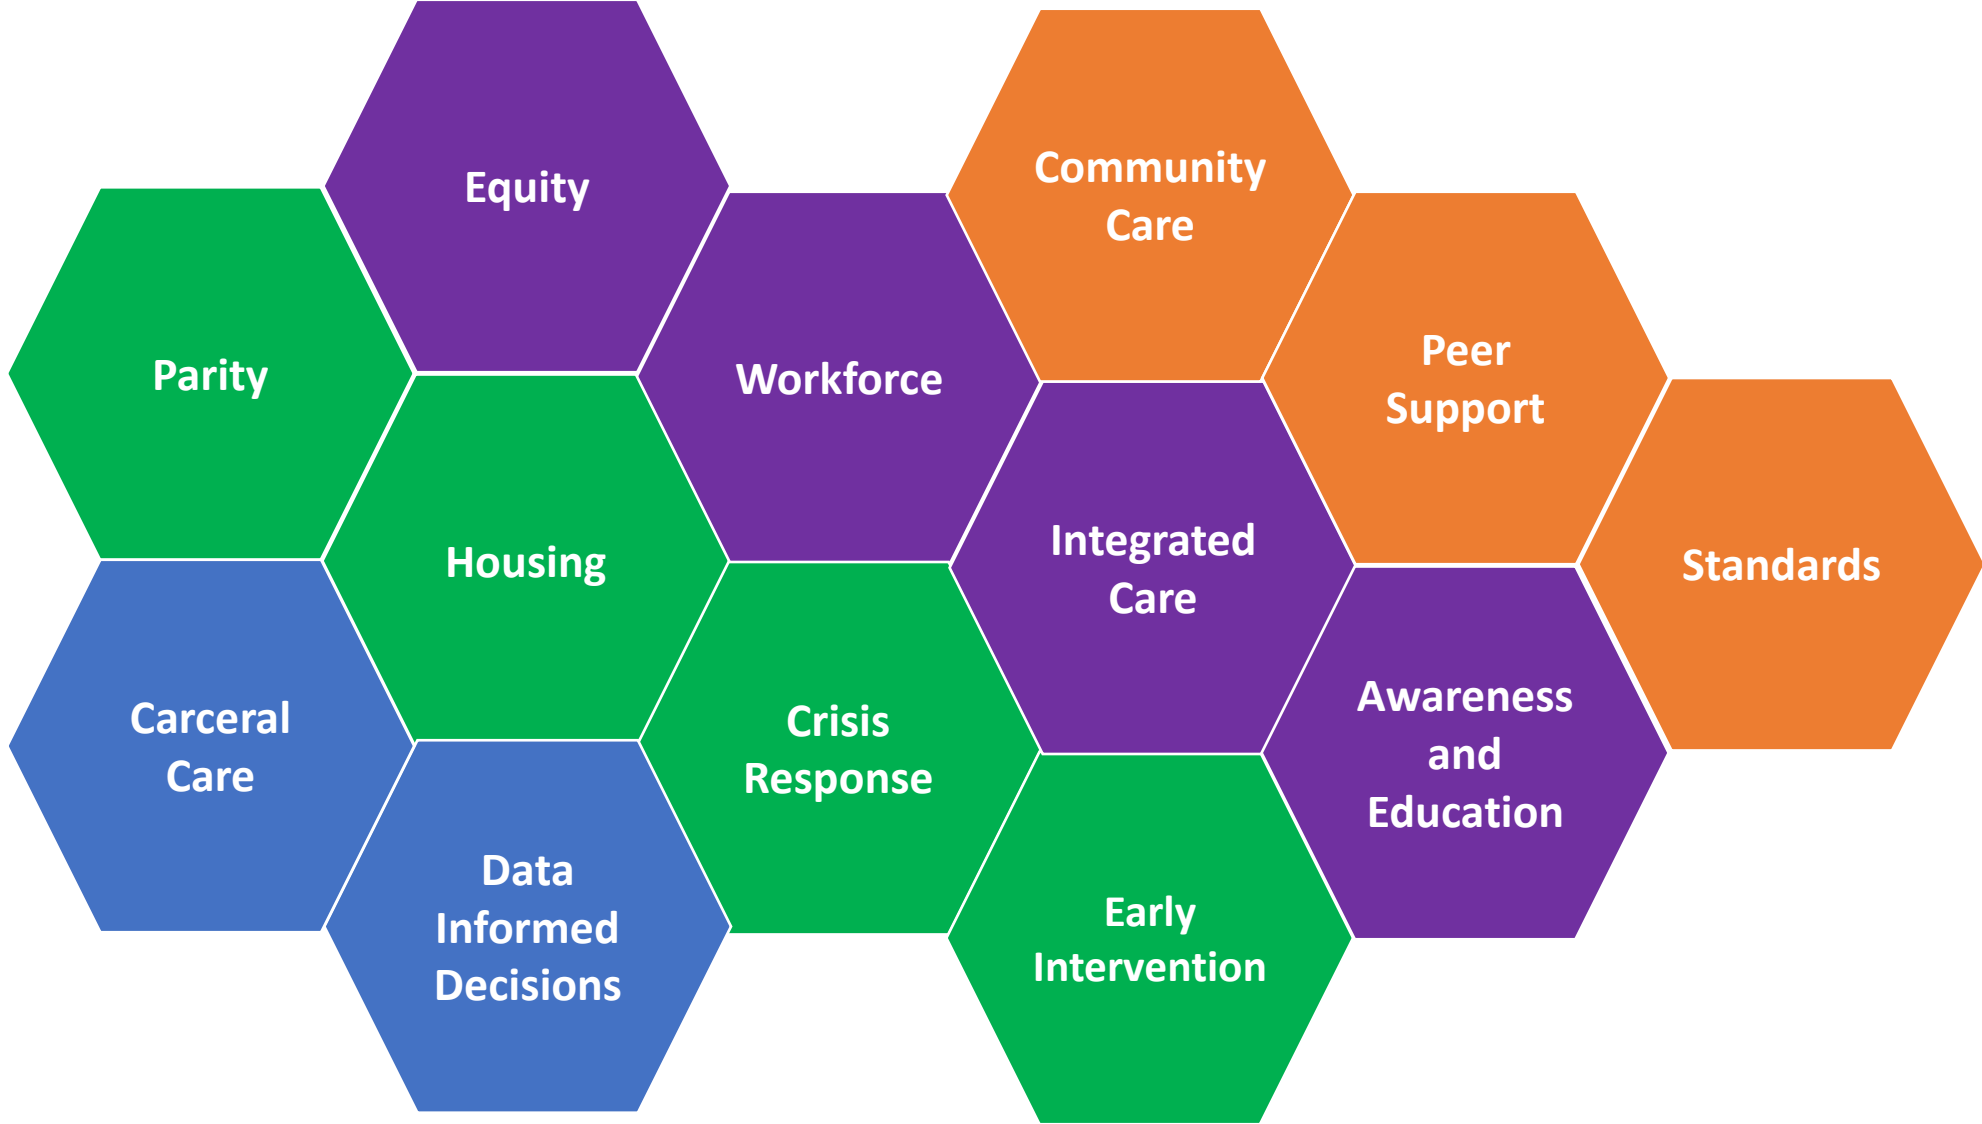 Equity
Community
Care
Parity
Workforce
Peer
Support
Housing
Integrated
Care
Standards
Carceral
Care
Crisis
Response
Awareness
and
Education
Data
Informed
Decisions
Early
Intervention